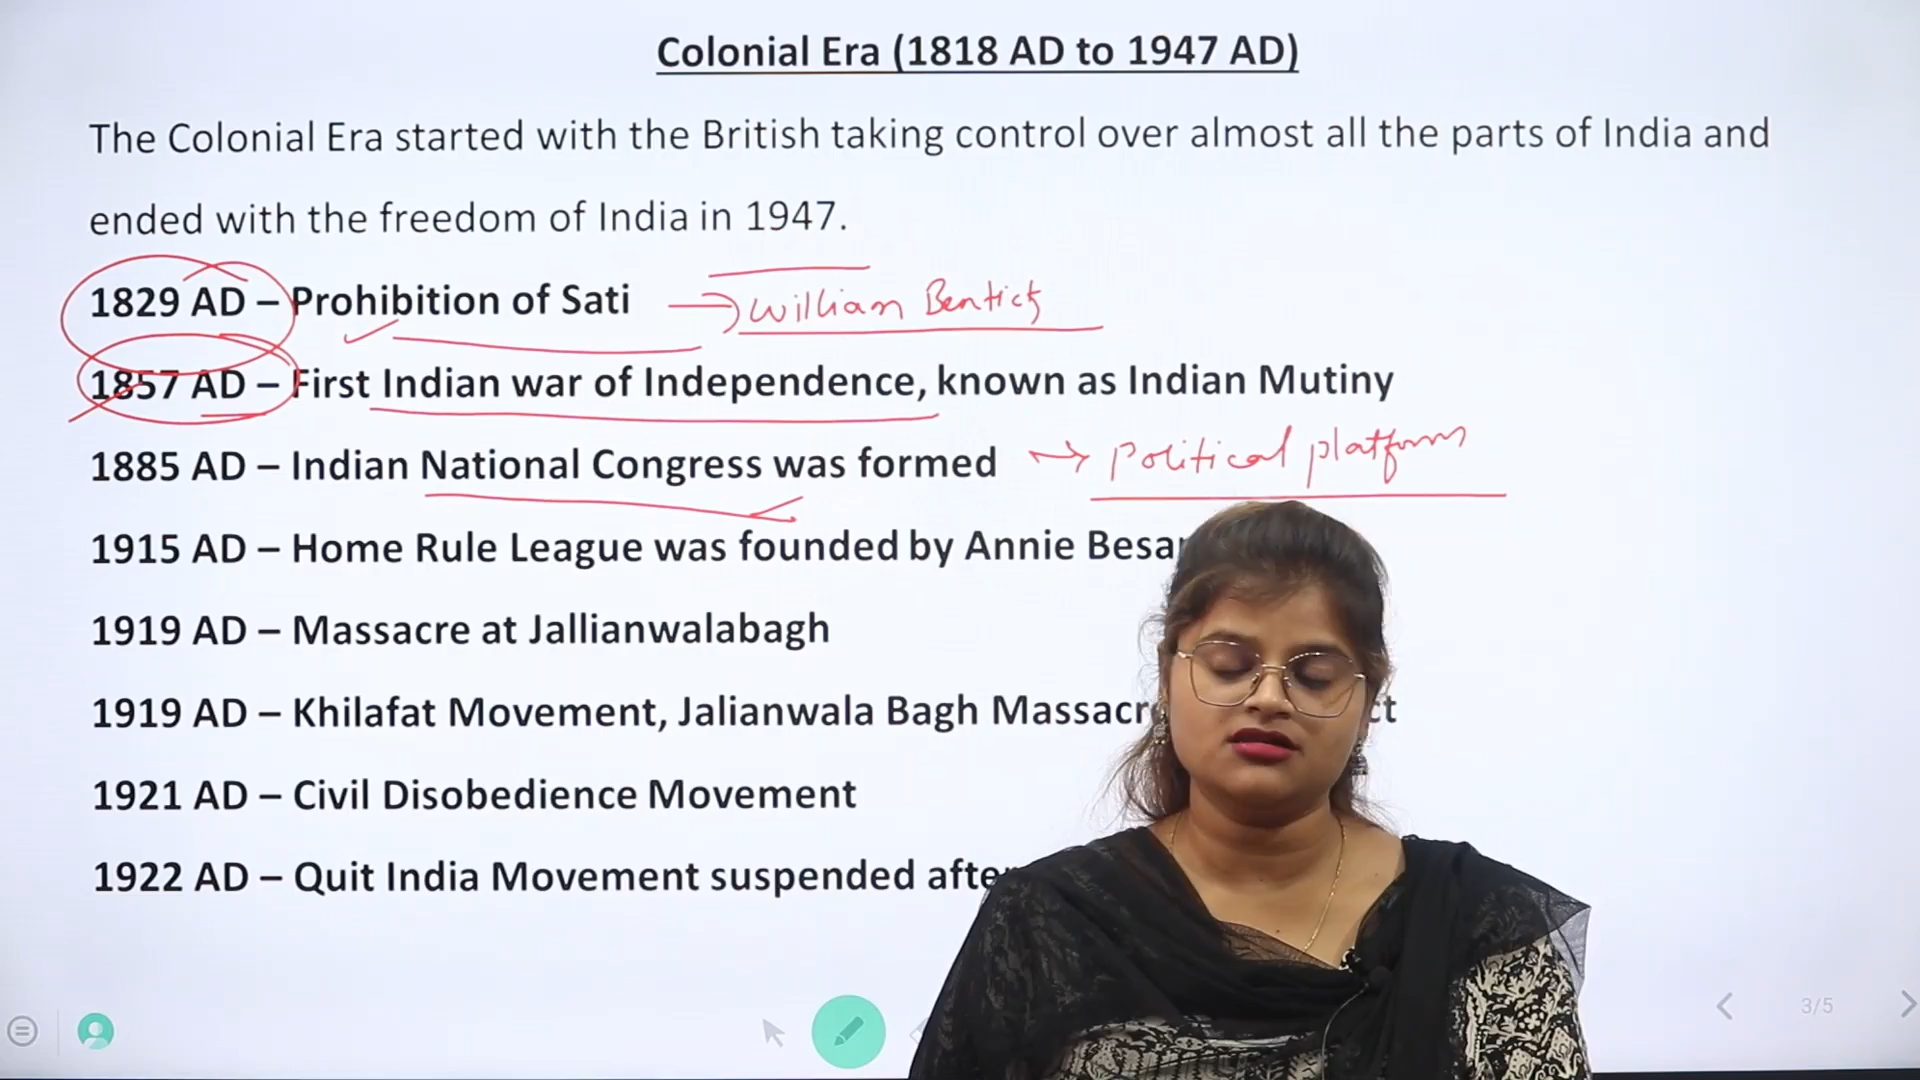 Colonial Era (1818 AD to 1947 AD)
The Colonial Era started with the British taking control over almost all the parts of India and
ended with the freedom of India in 1947.
1829 AD – Prohibition of Sati → William Bentick
1857 AD – First Indian war of Independence, known as Indian Mutiny
1885 AD – Indian National Congress was formed → Political platform
1915 AD – Home Rule League was founded by Annie
1919 AD – Massacre at Jallianwalabagh
1919 AD – Khilafat Movement, Jalianwala Bagh
1921 AD – Civil Disobedience Movement
1922 AD – Quit India Movement suspended
3/5